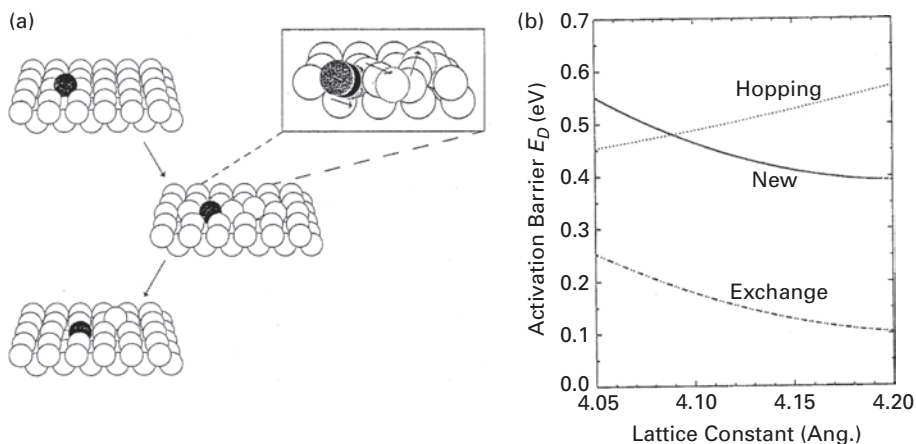 (a)
(b)
0.7
0.6
0.5
0.4
0.3
0.2
0.1
0.0
Activation Barrier E_D (eV)
Hopping
New
Exchange
4.05
4.10
4.15
4.20
Lattice Constant (Ang.)